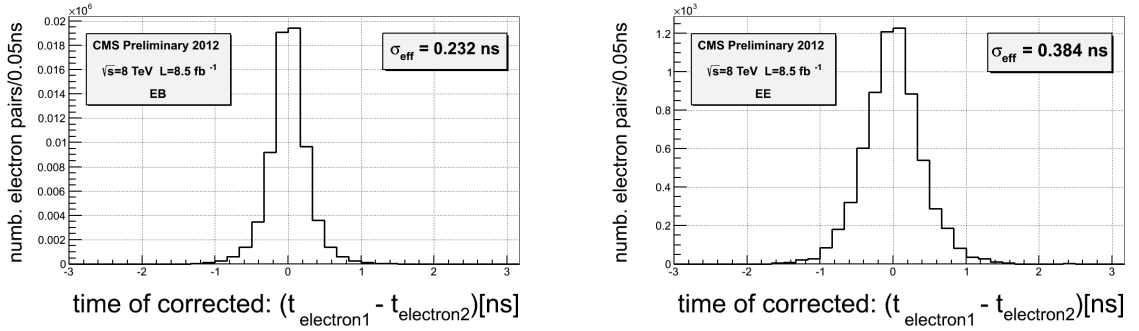 ×10⁶
numb. electron pairs/0.05ns
0.02
0.018
0.016
0.014
0.012
0.01
0.008
0.006
0.004
0.002
0
CMS Preliminary 2012
√s=8 TeV L=8.5 fb ⁻¹
EB
σeff = 0.232 ns
-3 -2 -1 0 1 2 3
time of corrected: (t electron1 - t electron2)[ns]
×10³
numb. electron pairs/0.05ns
1.2
1
0.8
0.6
0.4
0.2
0
CMS Preliminary 2012
√s=8 TeV L=8.5 fb ⁻¹
EE
σeff = 0.384 ns
-3 -2 -1 0 1 2 3
time of corrected: (t electron1 - t electron2)[ns]